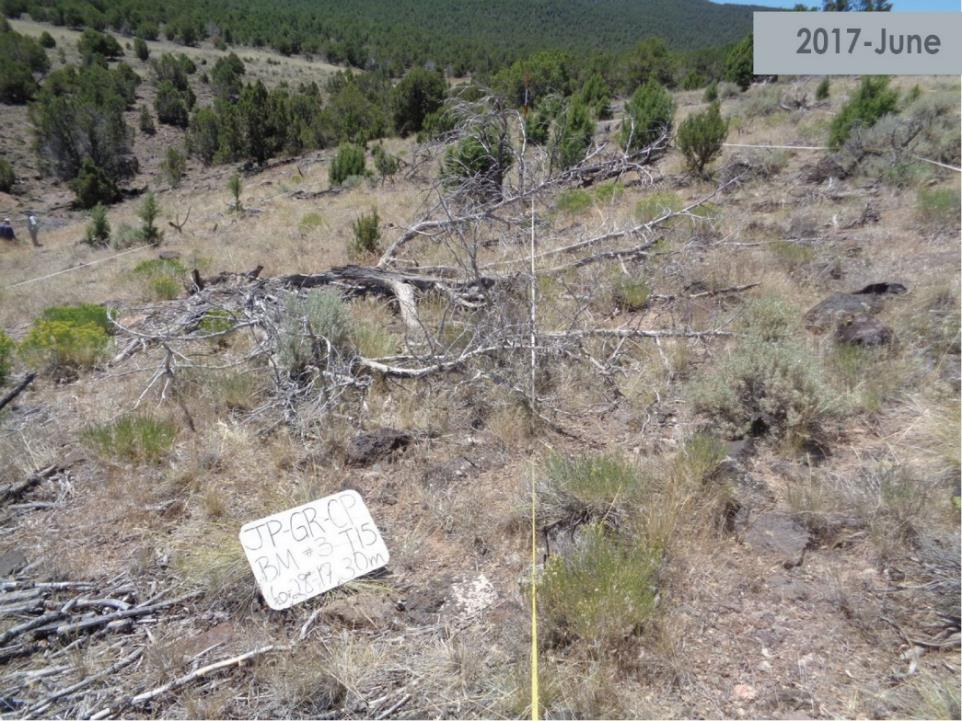 2017-June
JP-GR-CP
BM #3 T15
6-28-17 30m